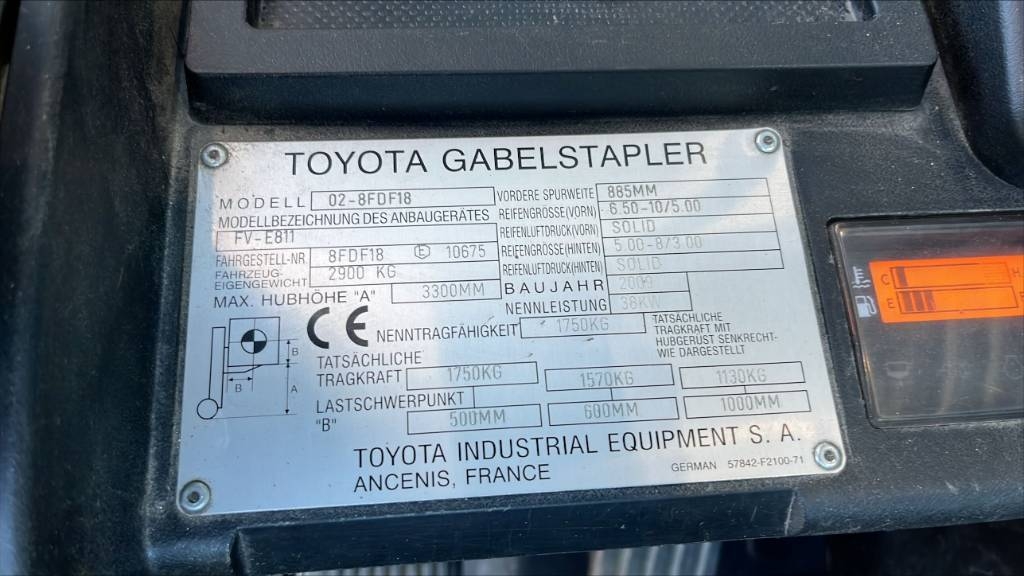 TOYOTA GABELSTAPLER
MODELL 02-8FDF18
MODELLBEZEICHNUNG DES ANBAUGERÄTES
FV-E811
FAHRGESTELL-NR. 8FDF18 E 10675
FAHRZEUG-
EIGENGEWICHT 2900 KG
MAX. HUBHÖHE "A" 3300MM
VORDERE SPURWEITE 885MM
REIFENGRÖSSE(VORN) 6.50-10/5.00
REIFENLUFTDRUCK(VORN) SOLID
REIFENGRÖSSE(HINTEN) 5.00-8/3.00
REIFENLUFTDRUCK(HINTEN) SOLID
BAUJAHR 2009
NENNLEISTUNG 38KW
CE NENNTRAGFÄHIGKEIT 1750KG
TATSÄCHLICHE
TRAGKRAFT MIT
HUBGERUST SENKRECHT-
WIE DARGESTELLT
B
B
A
TATSÄCHLICHE
TRAGKRAFT 1750KG 1570KG 1130KG
LASTSCHWERPUNKT
"B" 500MM 600MM 1000MM
TOYOTA INDUSTRIAL EQUIPMENT S. A.
ANCENIS, FRANCE
GERMAN 57842-F2100-71
C H
E